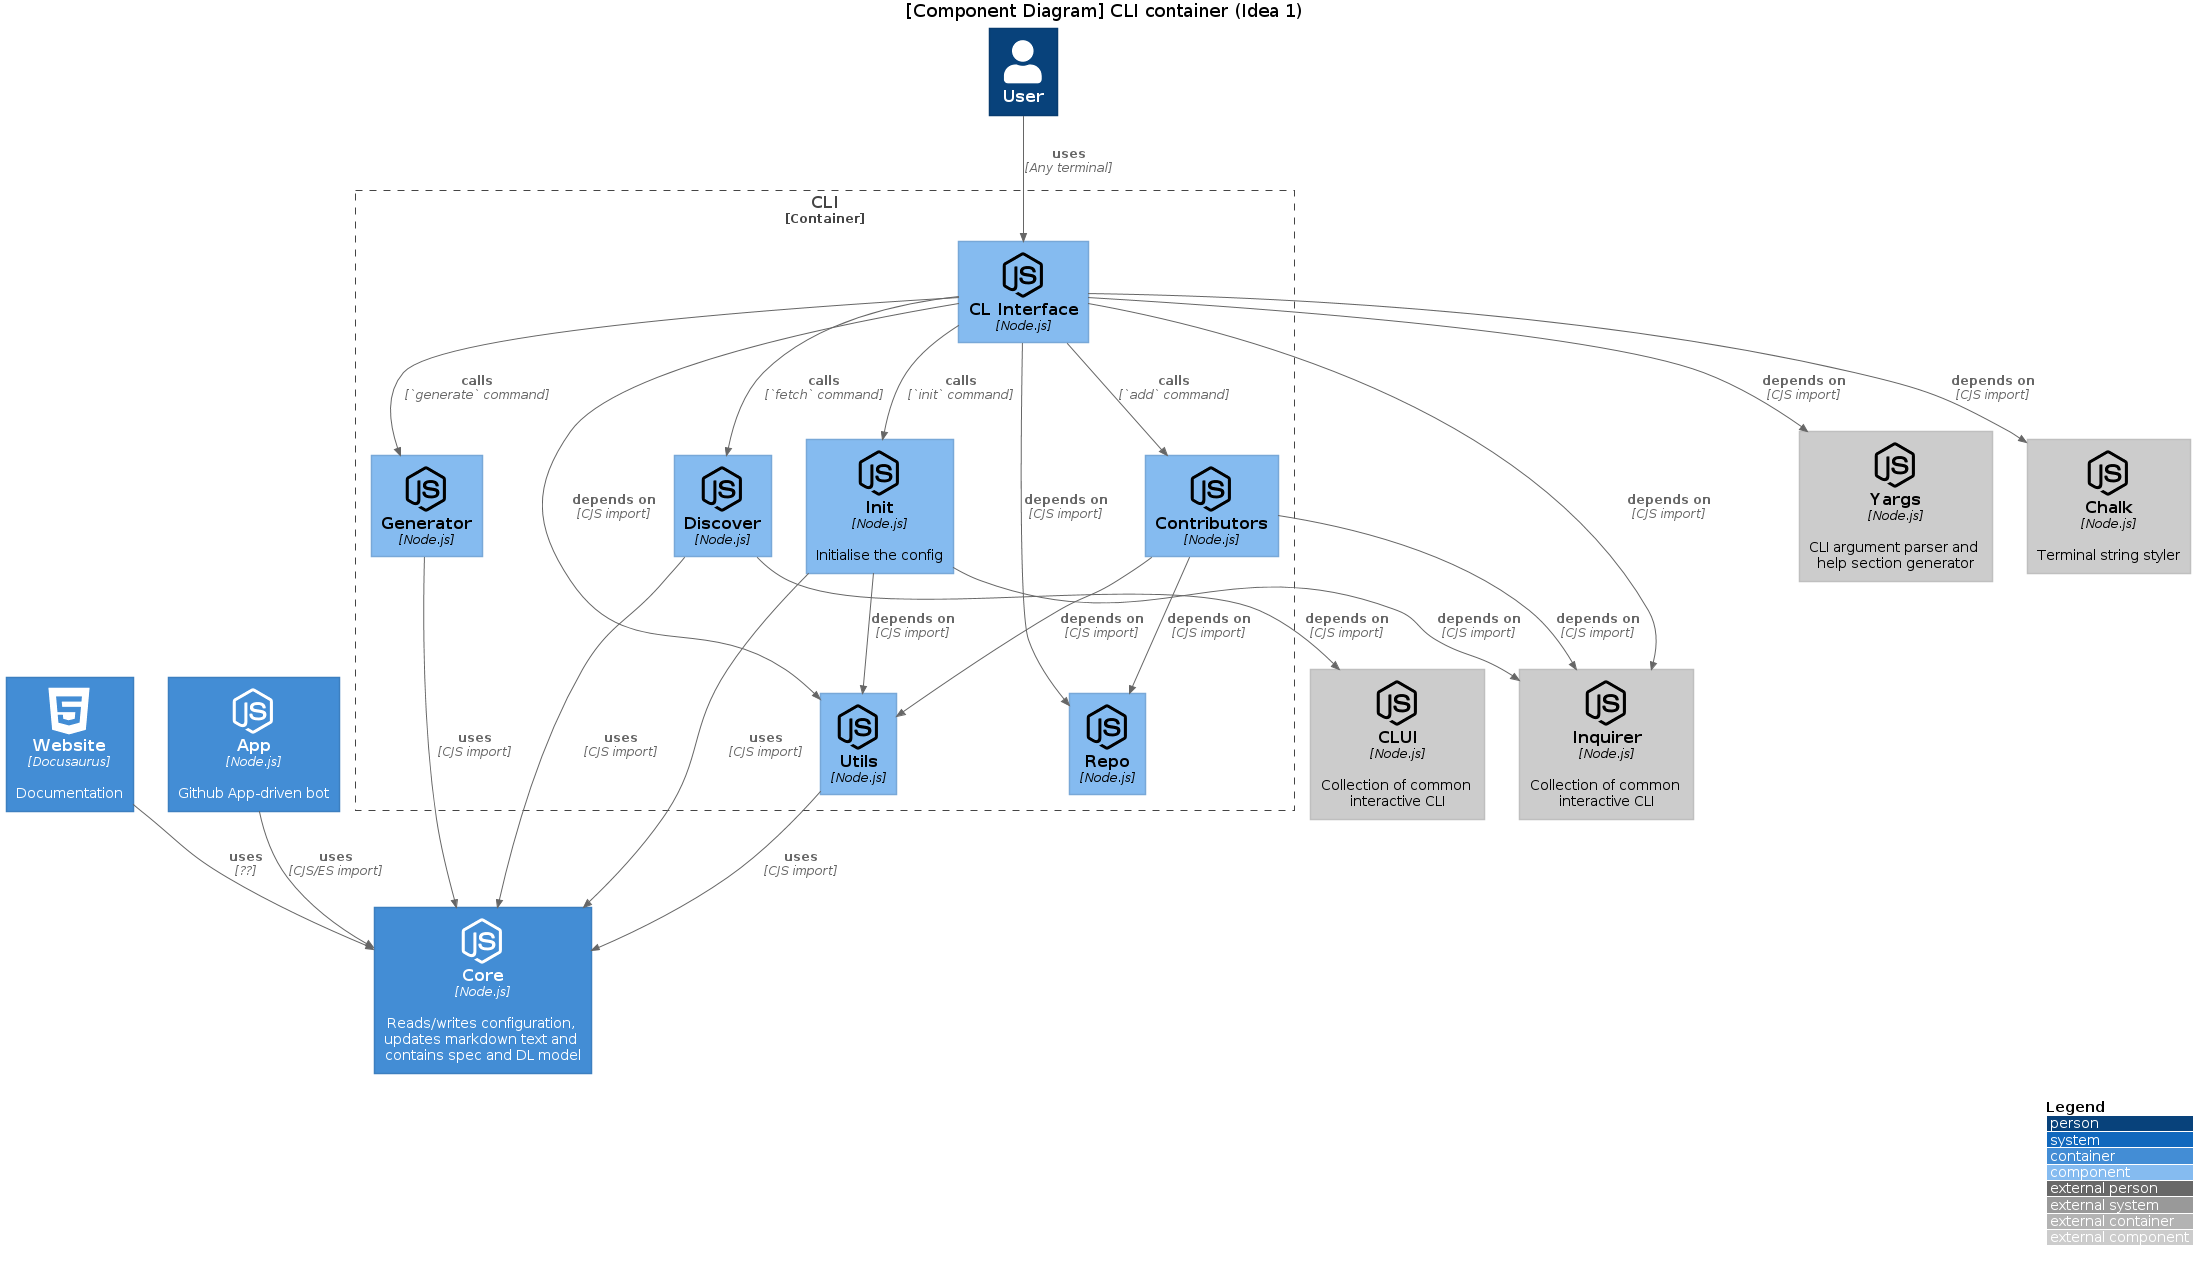 [Component Diagram] CLI container (Idea 1)
User
uses
[Any terminal]
CLI
[Container]
CL Interface
[Node.js]
calls
[`generate` command]
calls
[`fetch` command]
calls
[`init` command]
calls
[`add` command]
depends on
[CJS import]
depends on
[CJS import]
Generator
[Node.js]
depends on
[CJS import]
Discover
[Node.js]
Init
[Node.js]
Initialise the config
depends on
[CJS import]
Contributors
[Node.js]
depends on
[CJS import]
Yargs
[Node.js]
CLI argument parser and
help section generator
Chalk
[Node.js]
Terminal string styler
depends on
[CJS import]
depends on
[CJS import]
depends on
[CJS import]
depends on
[CJS import]
depends on
[CJS import]
depends on
[CJS import]
Website
[Docusaurus]
Documentation
App
[Node.js]
Github App-driven bot
uses
[CJS import]
uses
[CJS import]
uses
[CJS import]
Utils
[Node.js]
Repo
[Node.js]
CLUI
[Node.js]
Collection of common
interactive CLI
Inquirer
[Node.js]
Collection of common
interactive CLI
uses
[??]
uses
[CJS/ES import]
uses
[CJS import]
Core
[Node.js]
Reads/writes configuration,
updates markdown text and
contains spec and DL model
Legend
person
system
container
component
external person
external system
external container
external component